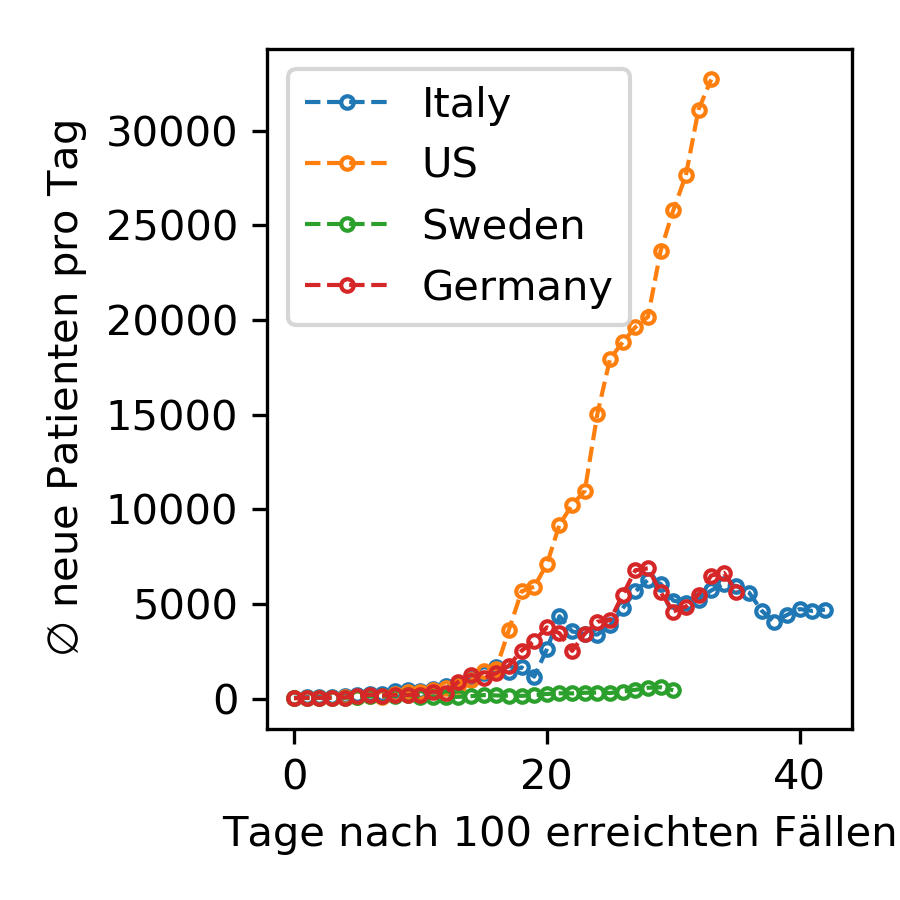 Italy
US
Sweden
Germany
∅ neue Patienten pro Tag
30000
25000
20000
15000
10000
5000
0
0 20 40
Tage nach 100 erreichten Fällen